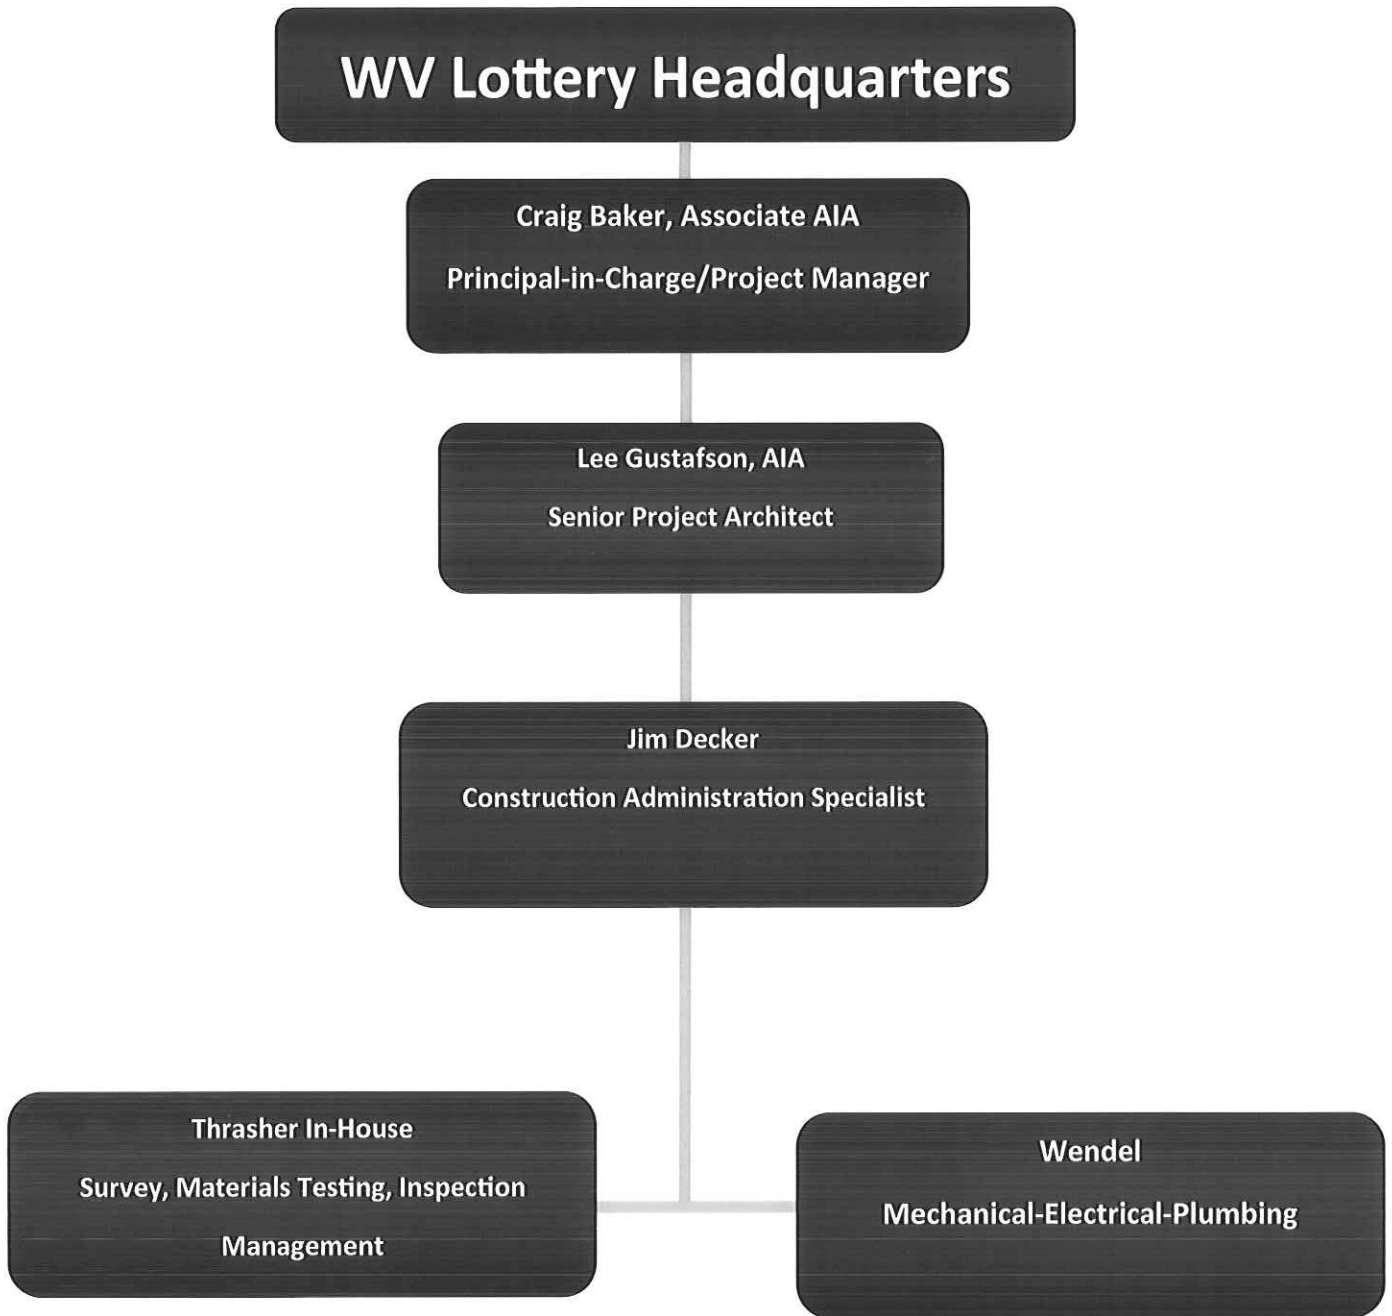 WV Lottery Headquarters
Craig Baker, Associate AIA
Principal-in-Charge/Project Manager
Lee Gustafson, AIA
Senior Project Architect
Jim Decker
Construction Administration Specialist
Thrasher In-House
Survey, Materials Testing, Inspection
Management
Wendel
Mechanical-Electrical-Plumbing